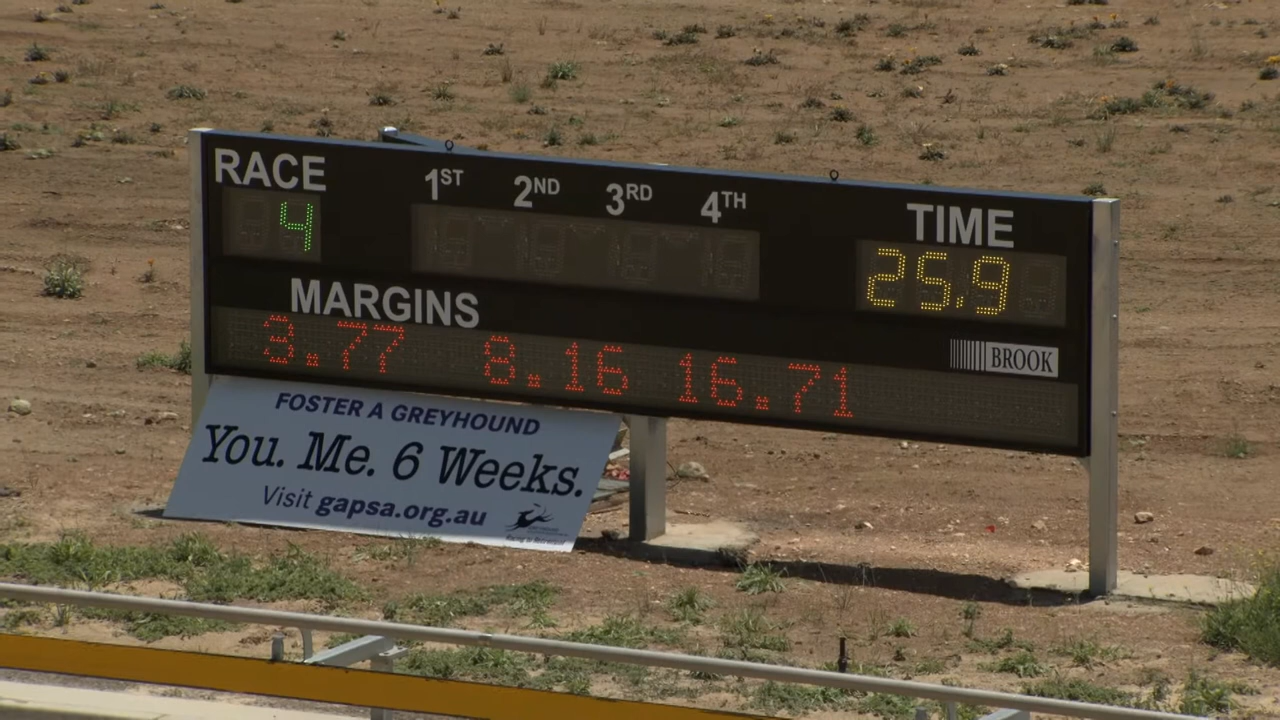 RACE 1ST 2ND 3RD 4TH TIME
4 25.9
MARGINS
BROOK
3.77 8.16 16.71
FOSTER A GREYHOUND
You. Me. 6 Weeks.
Visit gapsa.org.au